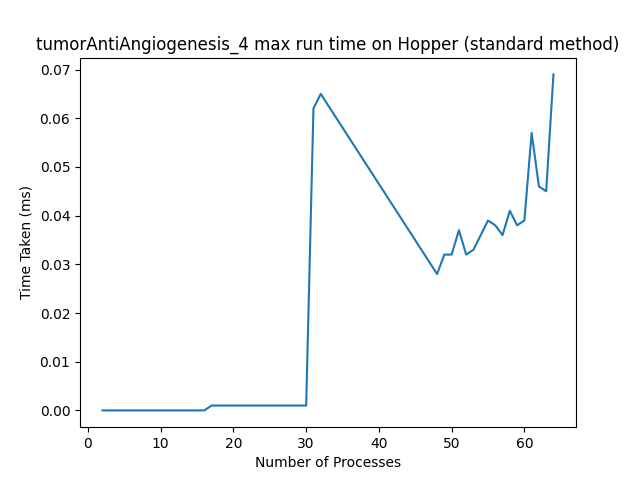 tumorAntiAngiogenesis_4 max run time on Hopper (standard method)
0.07
0.06
0.05
0.04
0.03
0.02
0.01
0.00
Time Taken (ms)
0 10 20 30 40 50 60
Number of Processes